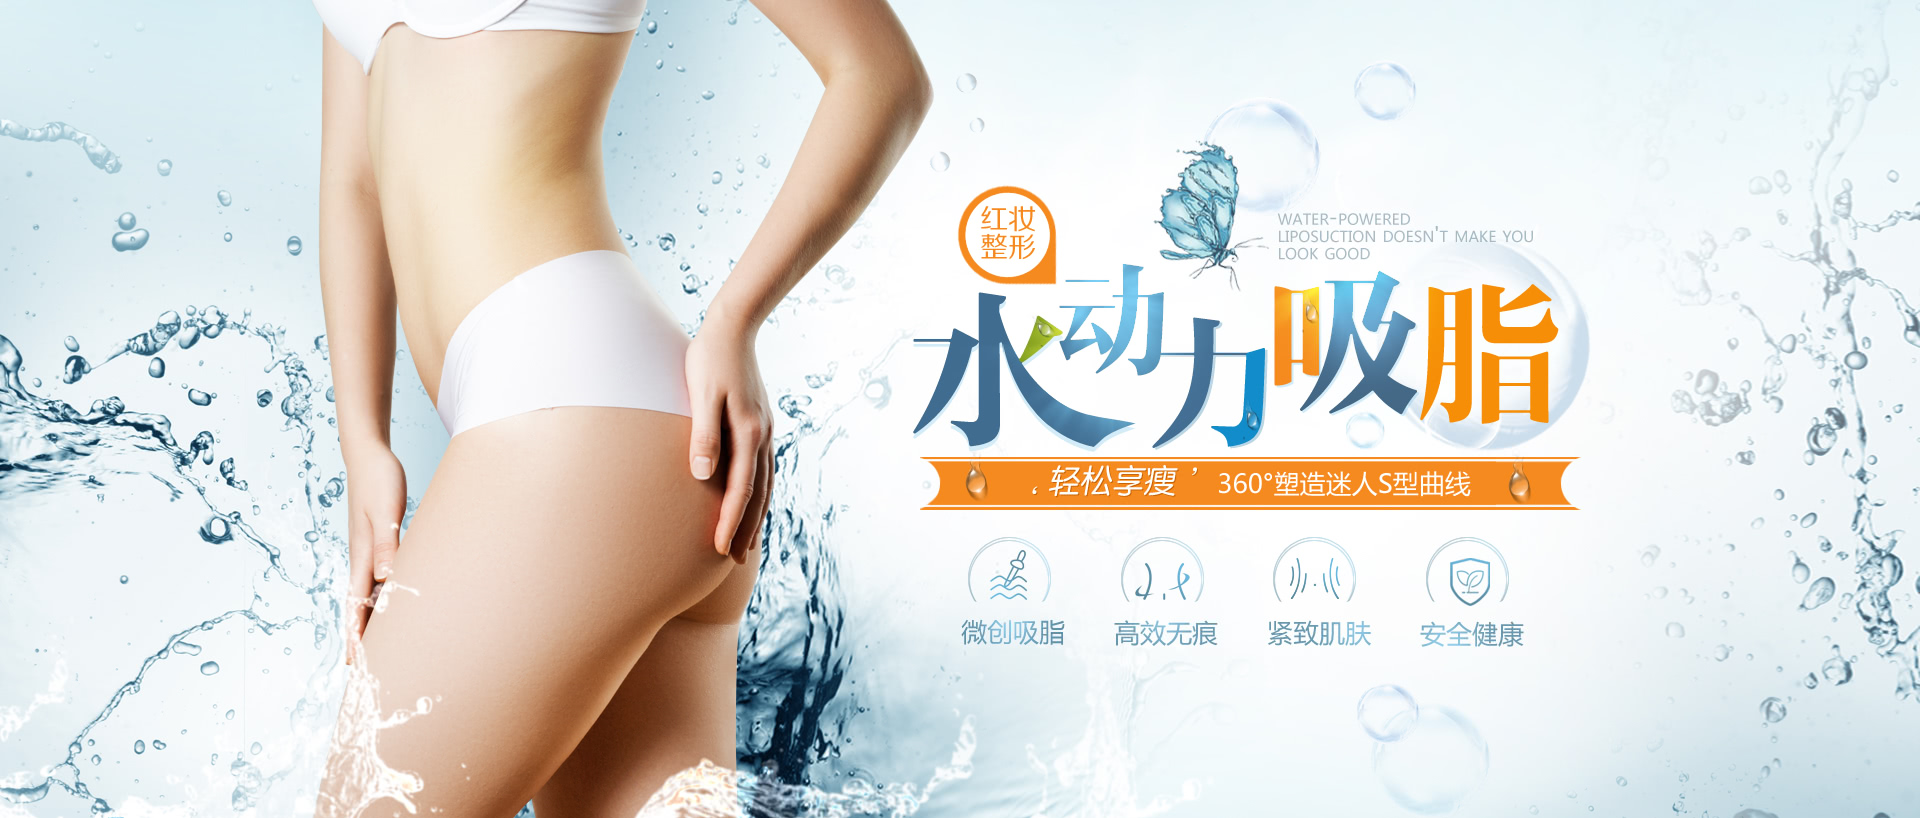 红妆
整形
WATER-POWERED
LIPOSUCTION DOESN'T MAKE YOU
LOOK GOOD
水动力吸脂
‘轻松享瘦’ 360°塑造迷人S型曲线
微创吸脂 高效无痕 紧致肌肤 安全健康